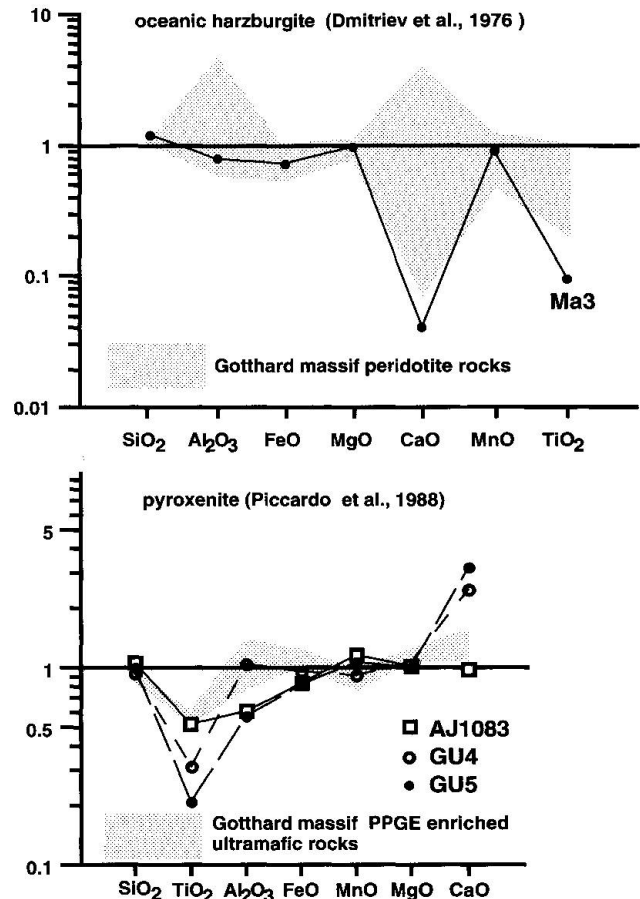 oceanic harzburgite (Dmitriev et al., 1976 )
10
1
0.1
0.01
Ma3
Gotthard massif peridotite rocks
SiO₂ Al₂O₃ FeO MgO CaO MnO TiO₂
pyroxenite (Piccardo et al., 1988)
5
1
0.5
0.1
AJ1083
GU4
GU5
Gotthard massif PPGE enriched
ultramafic rocks
SiO₂ TiO₂ Al₂O₃ FeO MnO MgO CaO